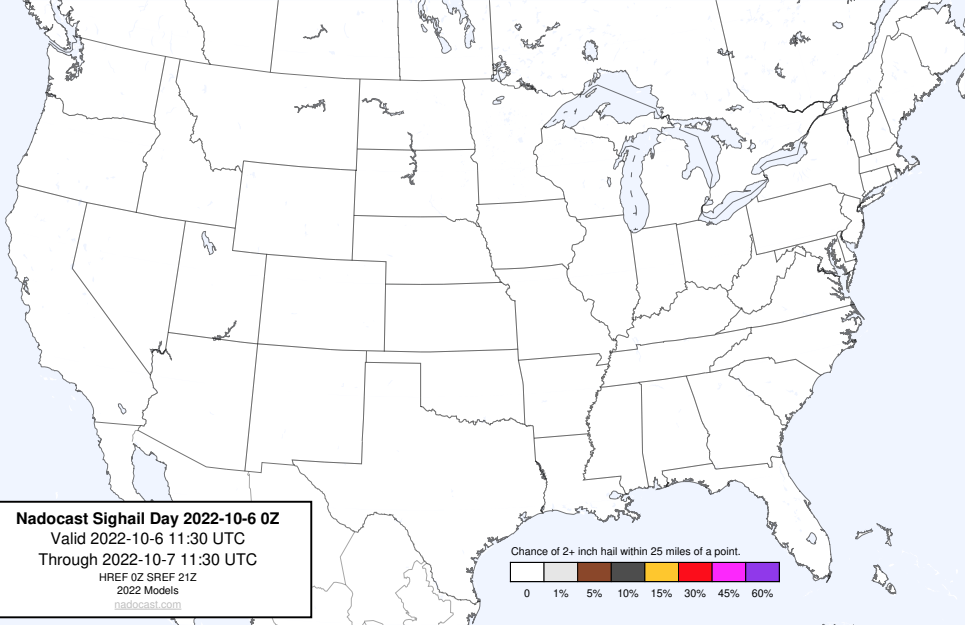 Nadocast Sighail Day 2022-10-6 0Z
Valid 2022-10-6 11:30 UTC
Through 2022-10-7 11:30 UTC
HREF 0Z SREF 21Z
2022 Models
nadocast.com
Chance of 2+ inch hail within 25 miles of a point.
0 1% 5% 10% 15% 30% 45% 60%